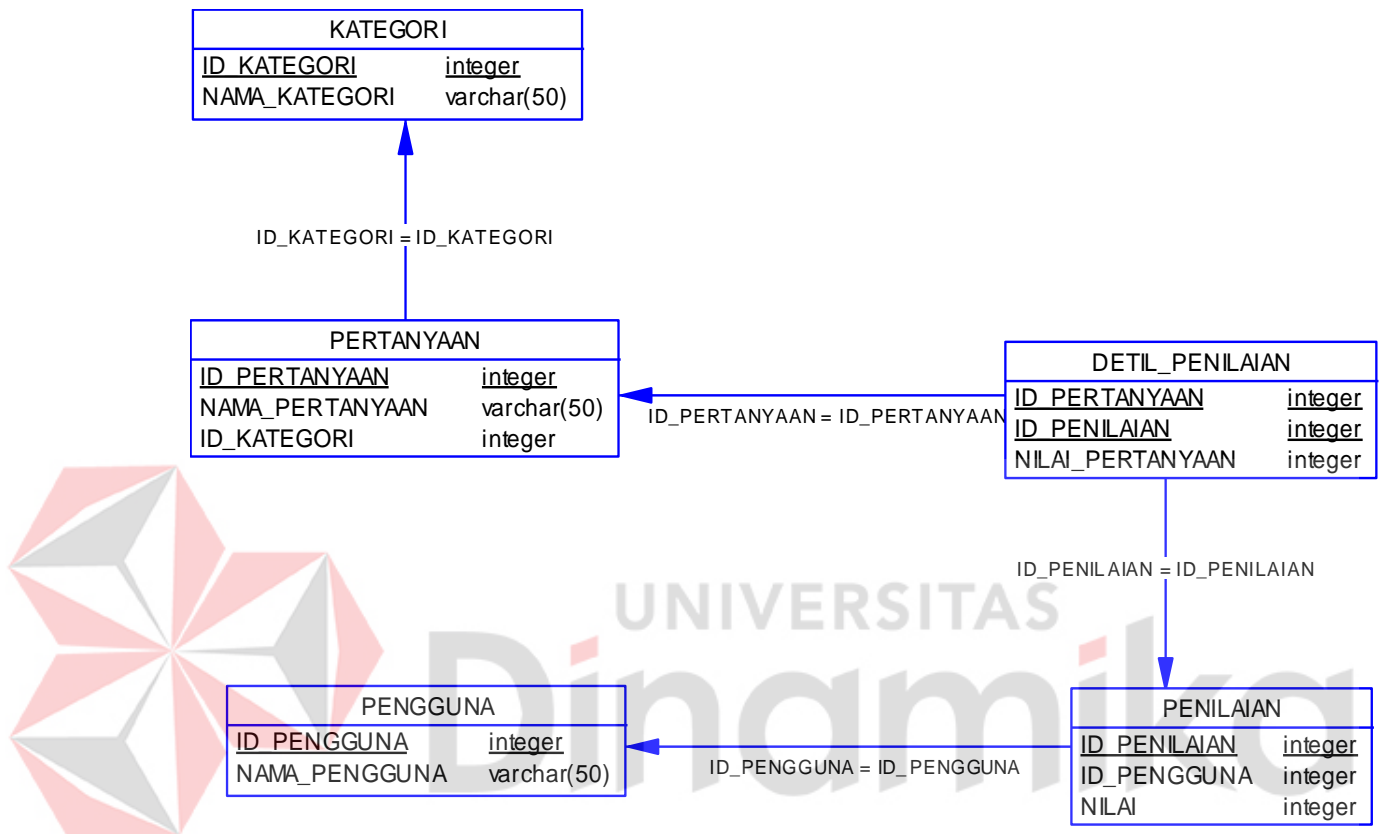 KATEGORI
ID_KATEGORI integer
NAMA_KATEGORI varchar(50)
ID_KATEGORI = ID_KATEGORI
PERTANYAAN
ID_PERTANYAAN integer
NAMA_PERTANYAAN varchar(50)
ID_KATEGORI integer
ID_PERTANYAAN = ID_PERTANYAAN
DETIL_PENILAIAN
ID_PERTANYAAN integer
ID_PENILAIAN integer
NILAI_PERTANYAAN integer
ID_PENILAIAN = ID_PENILAIAN
UNIVERSITAS
Dinamika
PENGGUNA
ID_PENGGUNA integer
NAMA_PENGGUNA varchar(50)
ID_PENGGUNA = ID_PENGGUNA
PENILAIAN
ID_PENILAIAN integer
ID_PENGGUNA integer
NILAI integer